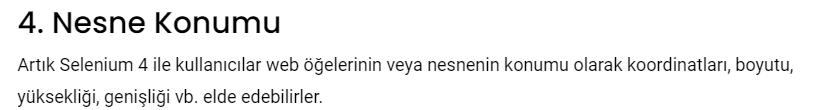 4. Nesne Konumu
Artık Selenium 4 ile kullanıcılar web öğelerinin veya nesnenin konumu olarak koordinatları, boyutu,
yüksekliği, genişliği vb. elde edebilirler.